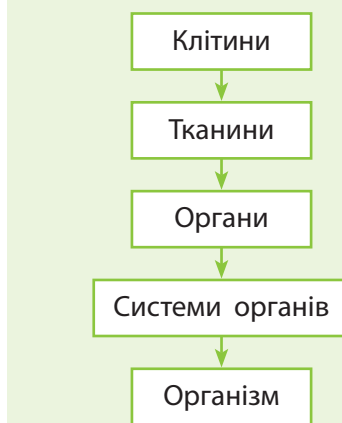 Клітини
Тканини
Органи
Системи органів
Організм